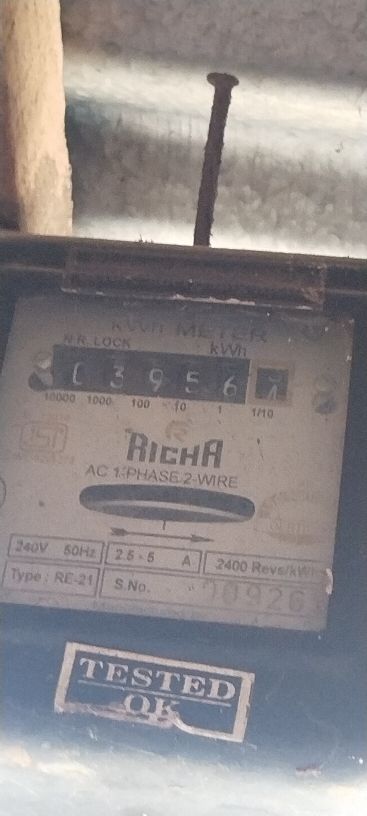 kWh METER
N.R. LOCK kWh
0 3 9 5 6
10000 1000 100 10 1 1/10
RICHA
AC 1-PHASE 2-WIRE
240V 50Hz 2.5-5 A 2400 Revs/kWh
Type : RE-21 S.No. 00926
TESTED
OK